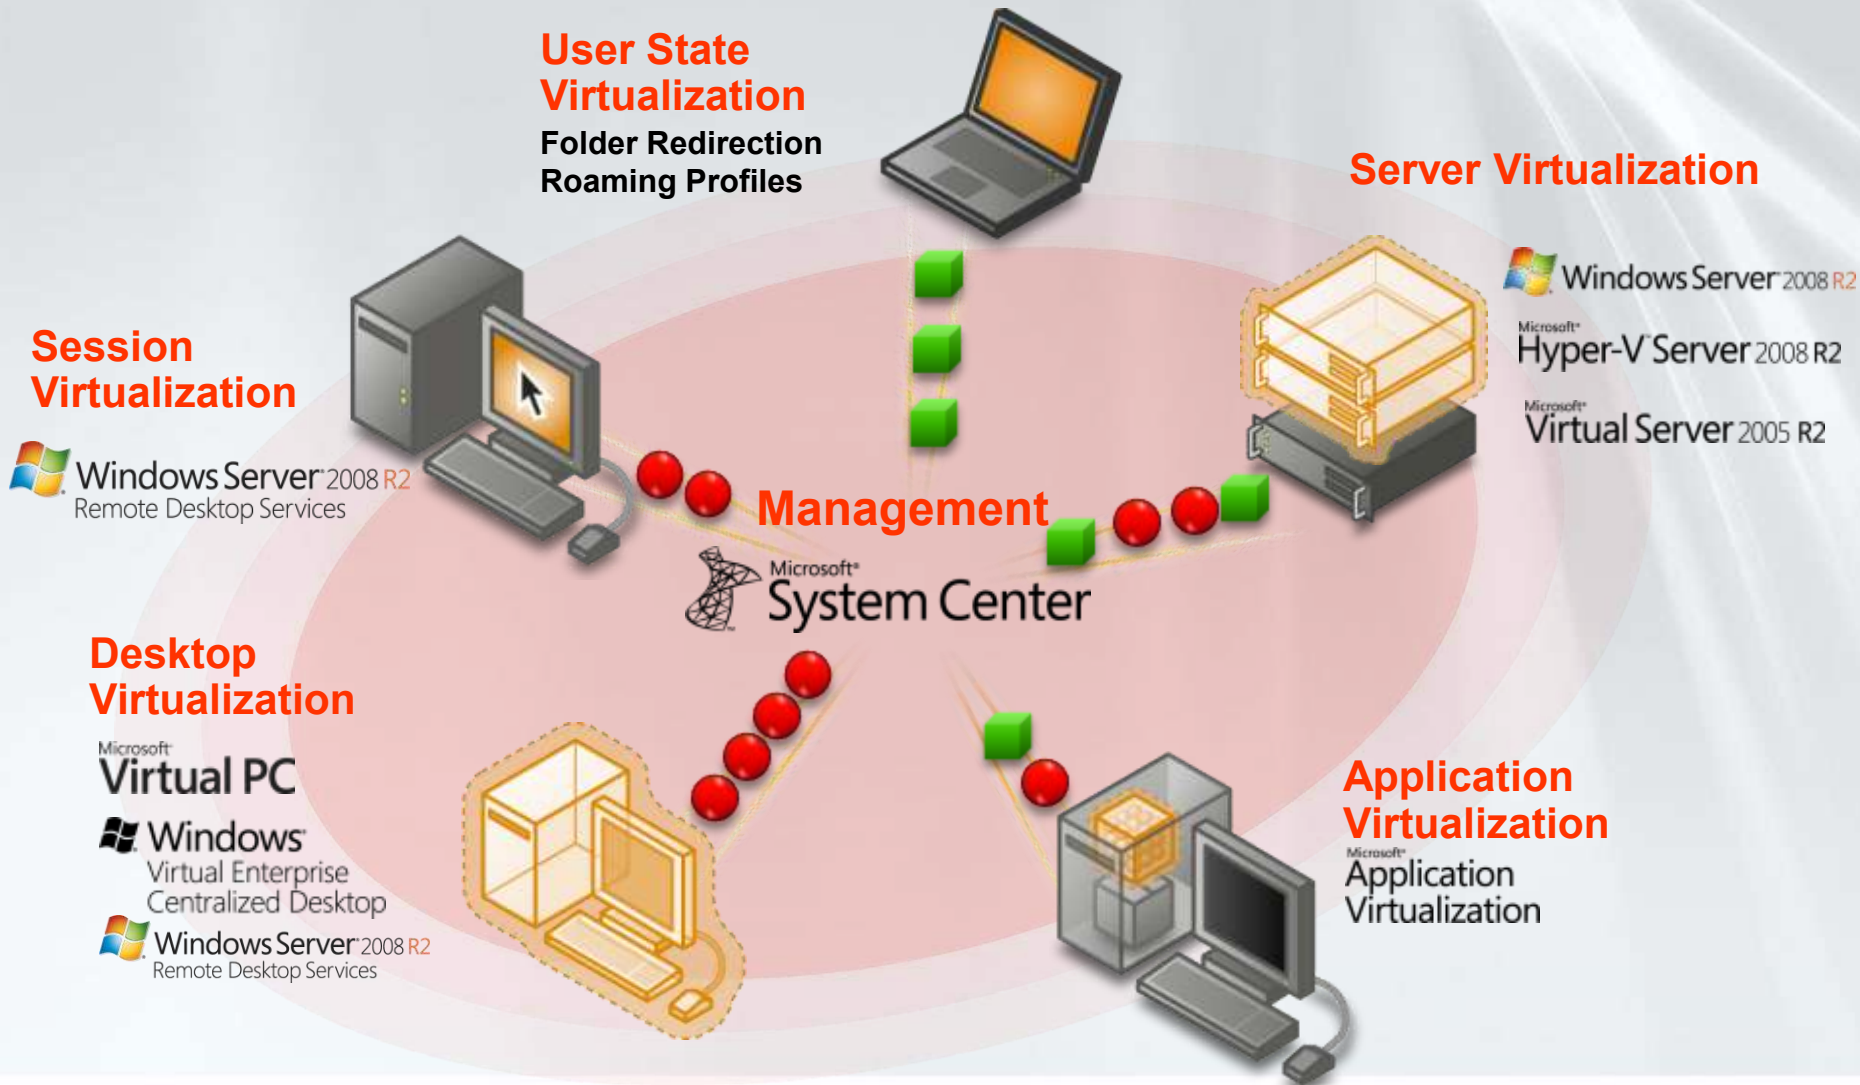 User State
Virtualization
Folder Redirection
Roaming Profiles
Server Virtualization
Windows Server 2008 R2
Microsoft®
Hyper-V™ Server 2008 R2
Microsoft®
Virtual Server 2005 R2
Session
Virtualization
Windows Server® 2008 R2
Remote Desktop Services
Management
Microsoft®
System Center
Desktop
Virtualization
Microsoft®
Virtual PC
Windows®
Virtual Enterprise
Centralized Desktop
Windows Server® 2008 R2
Remote Desktop Services
Application
Virtualization
Microsoft®
Application
Virtualization